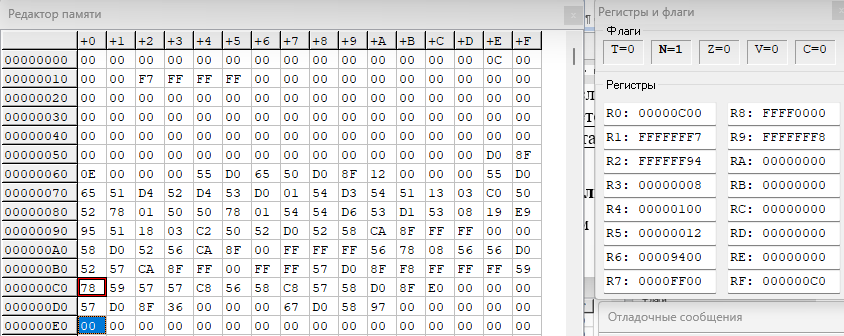 Редактор памяти
+0 +1 +2 +3 +4 +5 +6 +7 +8 +9 +A +B +C +D +E +F
00000000 00 00 00 00 00 00 00 00 00 00 00 00 00 00 0C 00
00000010 00 00 F7 FF FF FF 00 00 00 00 00 00 00 00 00 00
00000020 00 00 00 00 00 00 00 00 00 00 00 00 00 00 00 00
00000030 00 00 00 00 00 00 00 00 00 00 00 00 00 00 00 00
00000040 00 00 00 00 00 00 00 00 00 00 00 00 00 00 00 00
00000050 00 00 00 00 00 00 00 00 00 00 00 00 00 00 D0 8F
00000060 0E 00 00 00 55 D0 65 50 D0 8F 12 00 00 00 55 D0
00000070 65 51 D4 52 D4 53 D0 01 54 D3 54 51 13 03 C0 50
00000080 52 78 01 50 50 78 01 54 54 D6 53 D1 53 08 19 E9
00000090 95 51 18 03 C2 50 52 D0 52 58 CA 8F FF FF 00 00
000000A0 58 D0 52 56 CA 8F 00 FF FF FF 56 78 08 56 56 D0
000000B0 52 57 CA 8F FF 00 FF FF 57 D0 8F F8 FF FF FF 59
000000C0 78 59 57 57 C8 56 58 C8 57 58 D0 8F E0 00 00 00
000000D0 57 D0 8F 36 00 00 00 67 D0 58 97 00 00 00 00 00
000000E0 00 00 00 00 00 00 00 00 00 00 00 00 00 00 00 00
Регистры и флаги
Флаги
T=0 N=1 Z=0 V=0 C=0
Регистры
R0: 00000C00 R8: FFFF0000
R1: FFFFFFF7 R9: FFFFFFF8
R2: FFFFFF94 RA: 00000000
R3: 00000008 RB: 00000000
R4: 00000100 RC: 00000000
R5: 00000012 RD: 00000000
R6: 00009400 RE: 00000000
R7: 0000FF00 RF: 000000CC
Отладочные сообщения